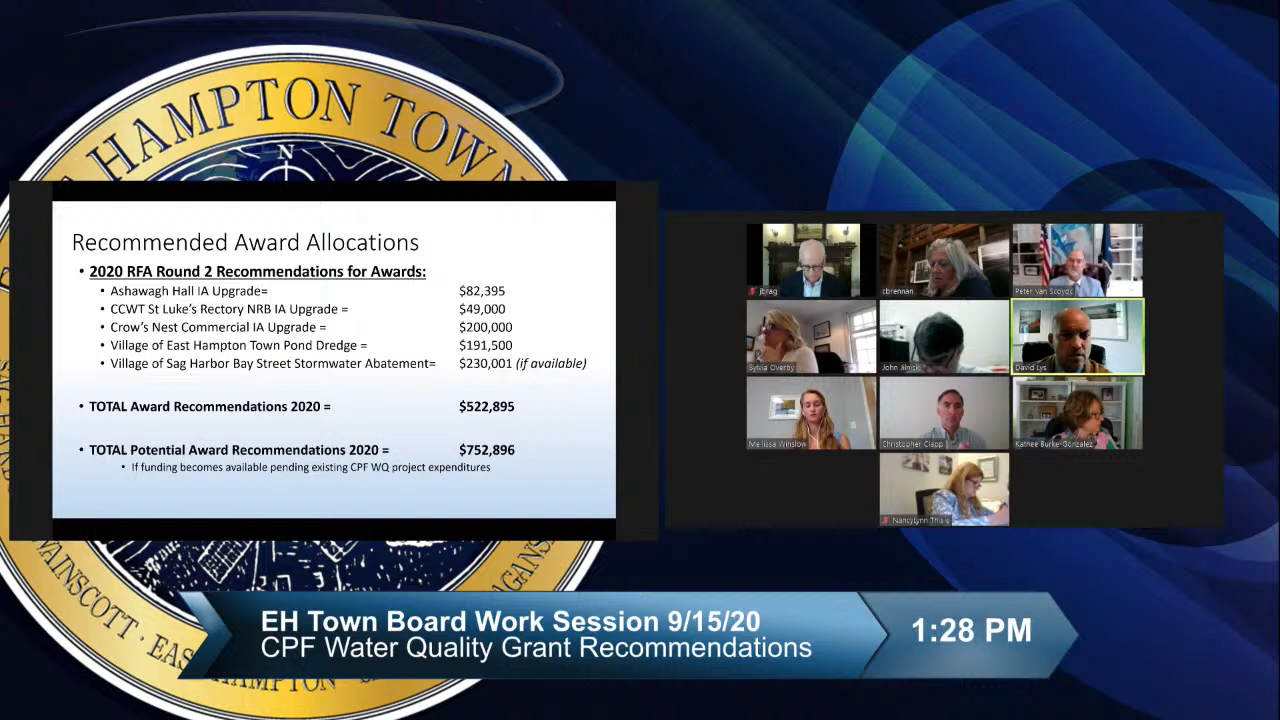 HAMPTON TOWN
N
Recommended Award Allocations
• 2020 RFA Round 2 Recommendations for Awards:
• Ashawagh Hall IA Upgrade= $82,395
• CCWT St Luke's Rectory NRB IA Upgrade = $49,000
• Crow's Nest Commercial IA Upgrade = $200,000
• Village of East Hampton Town Pond Dredge = $191,500
• Village of Sag Harbor Bay Street Stormwater Abatement= $230,001 (if available)
• TOTAL Award Recommendations 2020 = $522,895
• TOTAL Potential Award Recommendations 2020 = $752,896
• If funding becomes available pending existing CPF WQ project expenditures
jbrag
cbrennan
Peter Van Scoyoc
Sylvia Overby
John Jilnicki
David Lys
Melissa Winslow
Christopher Clapp
Kathee Burke-Gonzalez
NancyLynn Thiele
WAINSCOTT · EAS
HAMPTON
EH Town Board Work Session 9/15/20
CPF Water Quality Grant Recommendations
1:28 PM